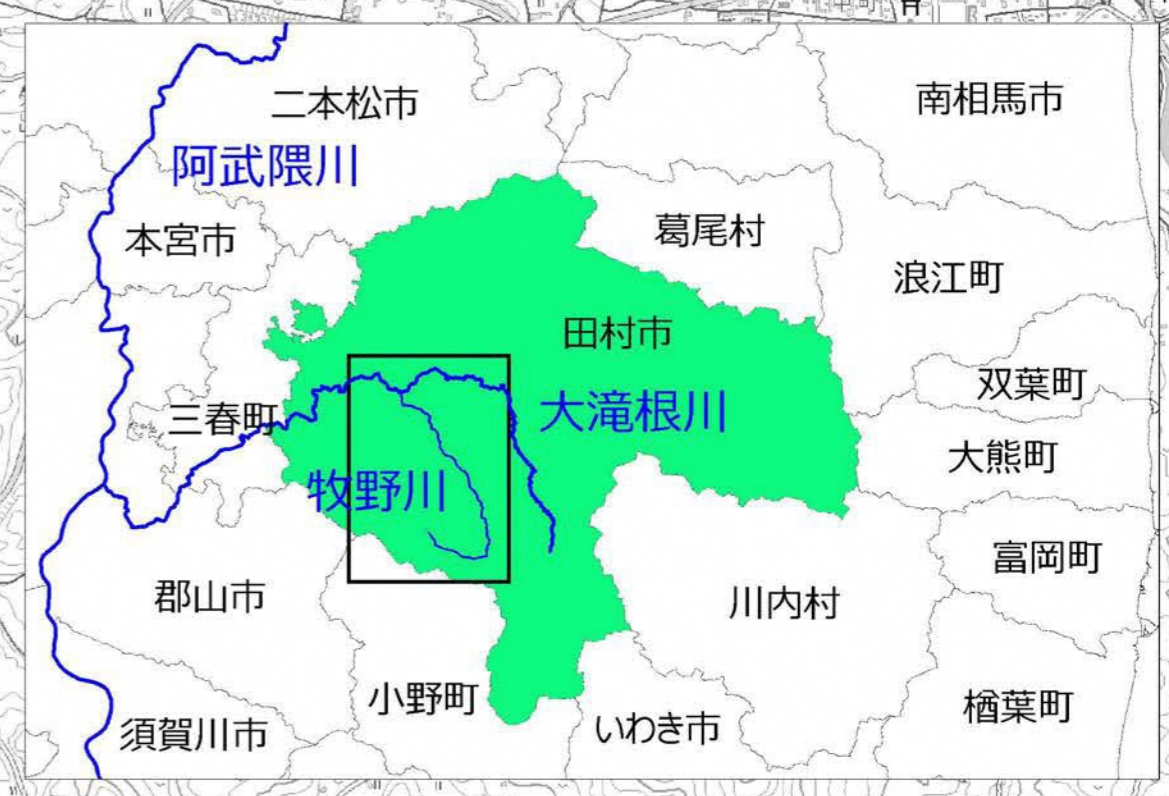 二本松市
南相馬市
阿武隈川
本宮市
葛尾村
浪江町
田村市
双葉町
三春町
大滝根川
大熊町
牧野川
富岡町
郡山市
川内村
小野町
楢葉町
須賀川市
いわき市